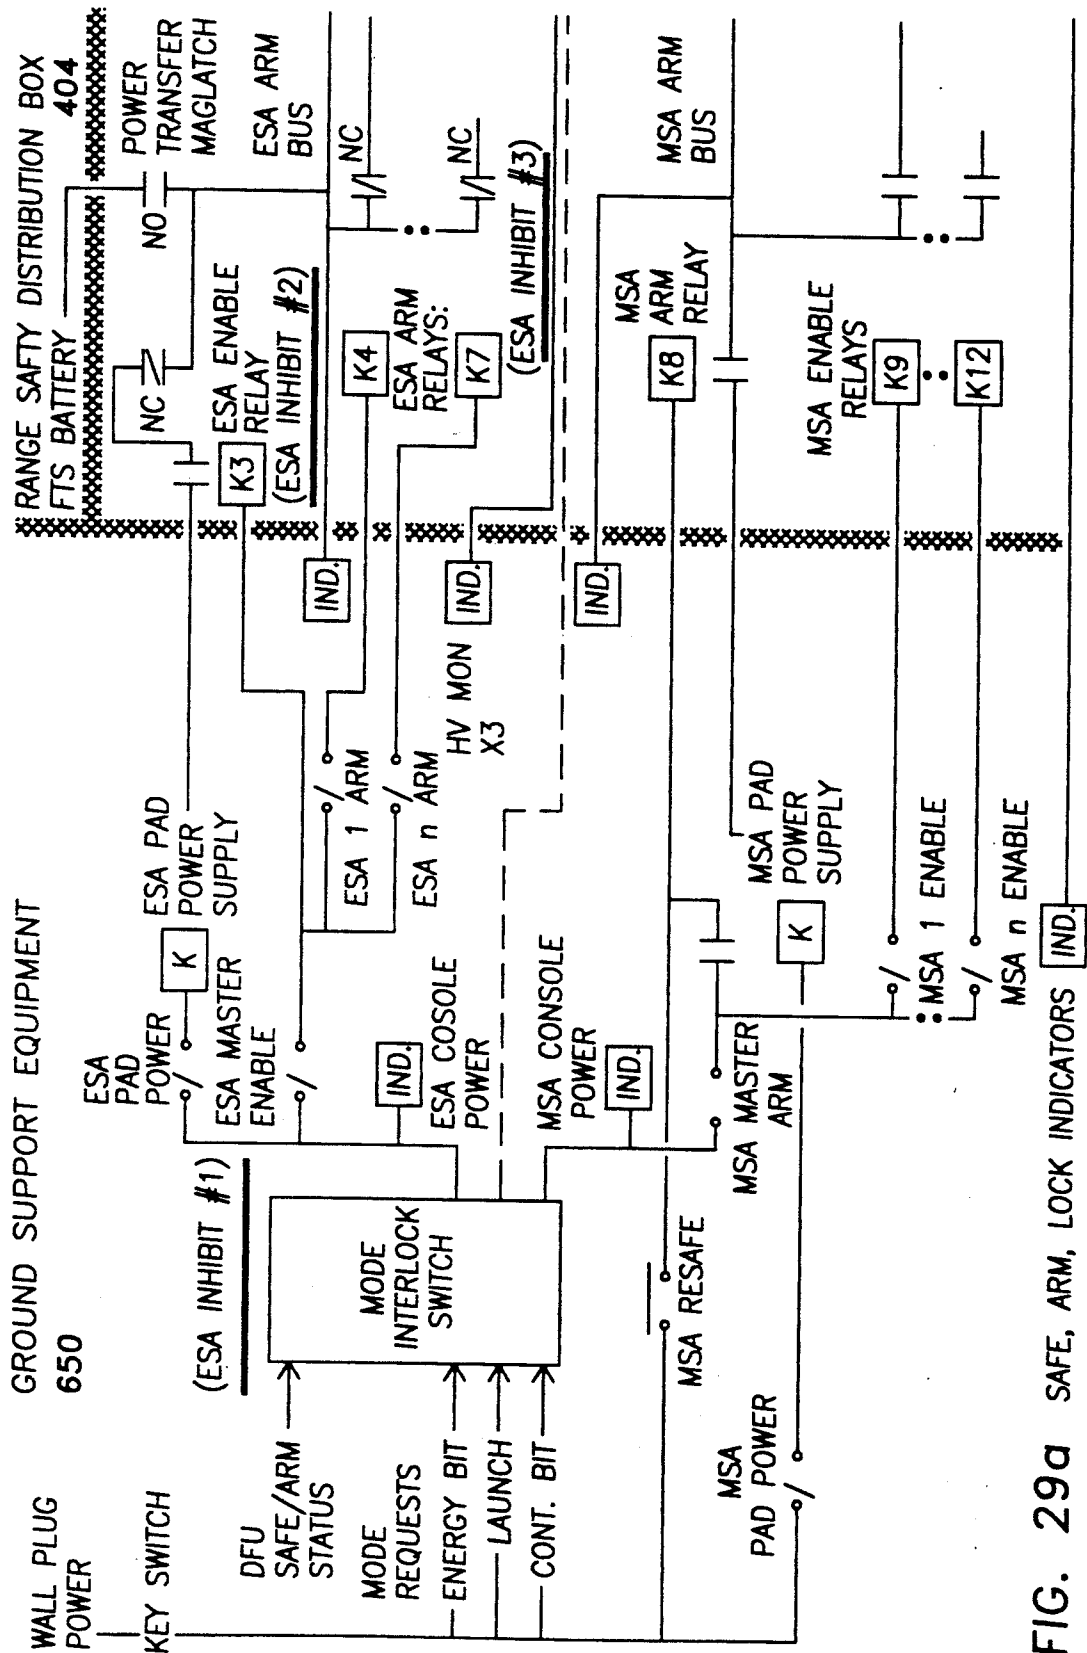 WALL PLUG
POWER
KEY SWITCH
GROUND SUPPORT EQUIPMENT
650
RANGE SAFTY DISTRIBUTION BOX
404
FTS BATTERY
POWER
TRANSFER
MAGLATCH
NO
NC
ESA ARM
BUS
ESA PAD
POWER
ESA PAD
POWER
SUPPLY
K
K3
ESA ENABLE
RELAY
(ESA INHIBIT #2)
NC
NC
ESA MASTER
ENABLE
(ESA INHIBIT #1)
DFU
SAFE/ARM
STATUS
MODE
REQUESTS
ENERGY BIT
LAUNCH
CONT. BIT
MODE
INTERLOCK
SWITCH
IND.
ESA COSOLE
POWER
ESA 1 ARM
ESA n ARM
IND.
K4
ESA ARM
RELAYS:
K7
(ESA INHIBIT #3)
HV MON
X3
IND.
MSA CONSOLE
POWER
IND.
IND.
MSA
ARM RELAY
K8
MSA ARM
BUS
MSA RESAFE
MSA MASTER
ARM
MSA PAD
POWER
SUPPLY
K
MSA
PAD POWER
MSA ENABLE
RELAYS
K9
K12
MSA 1 ENABLE
MSA n ENABLE
SAFE, ARM, LOCK INDICATORS
IND.
FIG. 29a